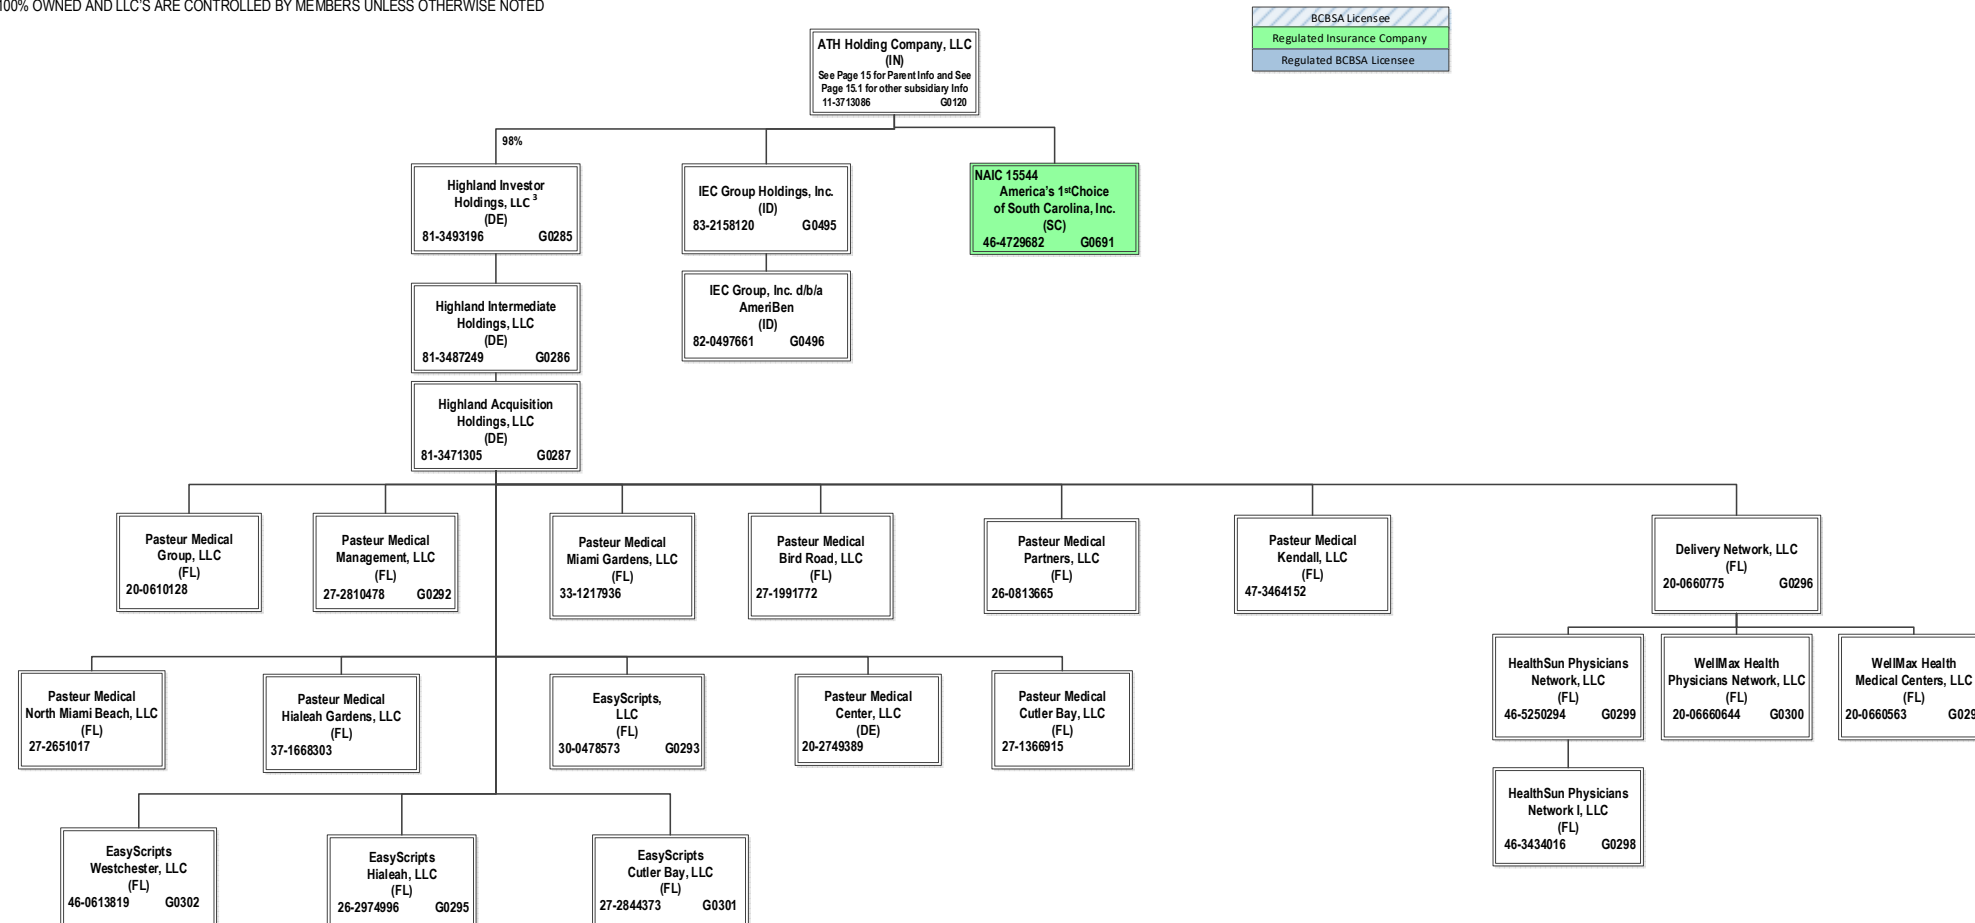 100% OWNED AND LLC'S ARE CONTROLLED BY MEMBERS UNLESS OTHERWISE NOTED
BCBSA Licensee
Regulated Insurance Company
Regulated BCBSA Licensee
ATH Holding Company, LLC
(IN)
See Page 15 for Parent Info and See
Page 15.1 for other subsidiary Info
11-3713086 G0120
98%
Highland Investor
Holdings, LLC 3
(DE)
81-3493196 G0285
IEC Group Holdings, Inc.
(ID)
83-2158120 G0495
NAIC 15544
America's 1st Choice
of South Carolina, Inc.
(SC)
46-4729682 G0691
Highland Intermediate
Holdings, LLC
(DE)
81-3487249 G0286
IEC Group, Inc. d/b/a
AmeriBen
(ID)
82-0497661 G0496
Highland Acquisition
Holdings, LLC
(DE)
81-3471305 G0287
Pasteur Medical
Group, LLC
(FL)
20-0610128
Pasteur Medical
Management, LLC
(FL)
27-2810478 G0292
Pasteur Medical
Miami Gardens, LLC
(FL)
33-1217936
Pasteur Medical
Bird Road, LLC
(FL)
27-1991772
Pasteur Medical
Partners, LLC
(FL)
26-0813665
Pasteur Medical
Kendall, LLC
(FL)
47-3464152
Delivery Network, LLC
(FL)
20-0660775 G0296
Pasteur Medical
North Miami Beach, LLC
(FL)
27-2651017
Pasteur Medical
Hialeah Gardens, LLC
(FL)
37-1668303
EasyScripts,
LLC
(FL)
30-0478573 G0293
Pasteur Medical
Center, LLC
(DE)
20-2749389
Pasteur Medical
Cutler Bay, LLC
(FL)
27-1366915
HealthSun Physicians
Network, LLC
(FL)
46-5250294 G0299
WellMax Health
Physicians Network, LLC
(FL)
20-06660644 G0300
WellMax Health
Medical Centers, LLC
(FL)
20-0660563 G029
HealthSun Physicians
Network I, LLC
(FL)
46-3434016 G0298
EasyScripts
Westchester, LLC
(FL)
46-0613819 G0302
EasyScripts
Hialeah, LLC
(FL)
26-2974996 G0295
EasyScripts
Cutler Bay, LLC
(FL)
27-2844373 G0301